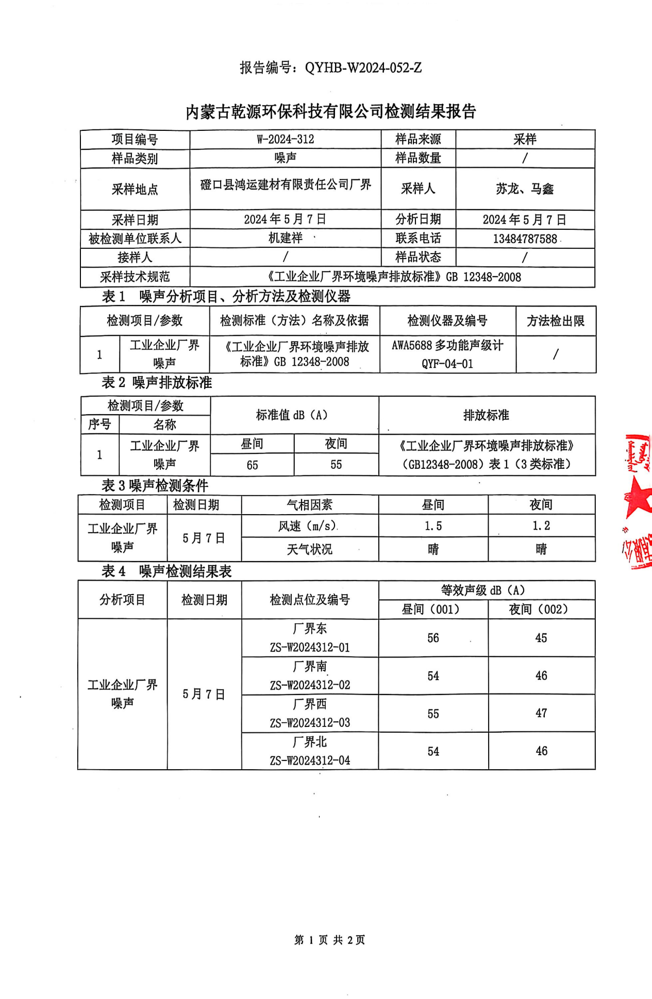 报告编号：QYHB-W2024-052-Z
内蒙古乾源环保科技有限公司检测结果报告
项目编号 W-2024-312 样品来源 采样
样品类别 噪声 样品数量 /
采样地点 磴口县鸿运建材有限责任公司厂界 采样人 苏龙、马鑫
采样日期 2024年5月7日 分析日期 2024年5月7日
被检测单位联系人 机建祥 联系电话 13484787588
接样人 / 样品状态 /
采样技术规范 《工业企业厂界环境噪声排放标准》GB 12348-2008
表1 噪声分析项目、分析方法及检测仪器
检测项目/参数 检测标准（方法）名称及依据 检测仪器及编号 方法检出限
1 工业企业厂界 《工业企业厂界环境噪声排放 AWA5688多功能声级计 /
噪声 标准》GB 12348-2008 QYF-04-01
表2 噪声排放标准
检测项目/参数 标准值dB（A） 排放标准
序号 名称
1 工业企业厂界 昼间 夜间 《工业企业厂界环境噪声排放标准》
噪声 65 55 （GB12348-2008）表1（3类标准）
表3噪声检测条件
检测项目 检测日期 气相因素 昼间 夜间
工业企业厂界 5月7日 风速（m/s） 1.5 1.2
噪声 天气状况 晴 晴
表4 噪声检测结果表
分析项目 检测日期 检测点位及编号 等效声级dB（A）
昼间（001） 夜间（002）
工业企业厂界 5月7日 厂界东 56 45
噪声 ZS-W2024312-01
厂界南 54 46
ZS-W2024312-02
厂界西 55 47
ZS-W2024312-03
厂界北 54 46
ZS-W2024312-04
第 1 页 共 2 页